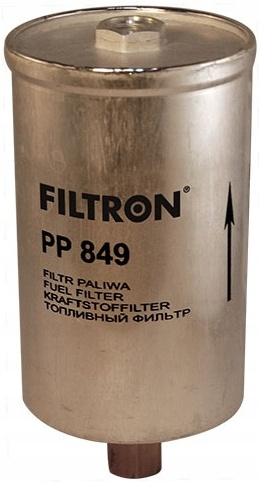 FILTRON®
PP 849
FILTR PALIWA
FUEL FILTER
KRAFTSTOFFILTER
ТОПЛИВНЫЙ ФИЛЬТР